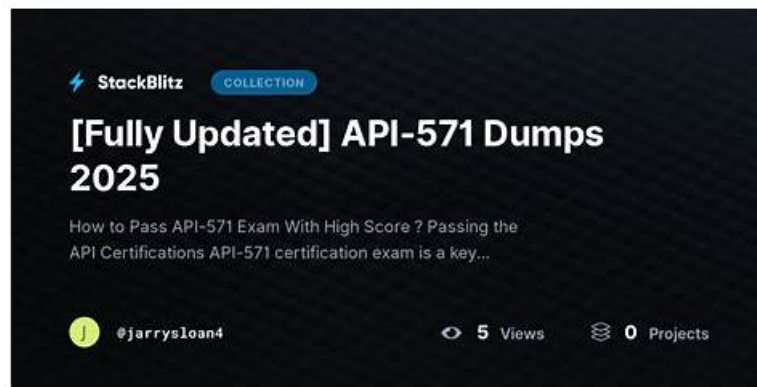 StackBlitz COLLECTION
[Fully Updated] API-571 Dumps
2025
How to Pass API-571 Exam With High Score ? Passing the
API Certifications API-571 certification exam is a key...
J @jarrysloan4 5 Views 0 Projects